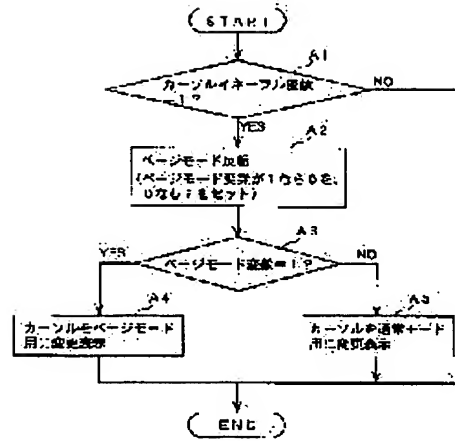 START
A1
カーソルイネーブル変数
1?
NO
YES
A2
ページモード反転
(ページモード変数が1なら0を、
0なら1をセット)
A3
ページモード変数=1?
YES
NO
A4
カーソルをページモード
用に変更表示
A5
カーソルを通常モード
用に変更表示
END